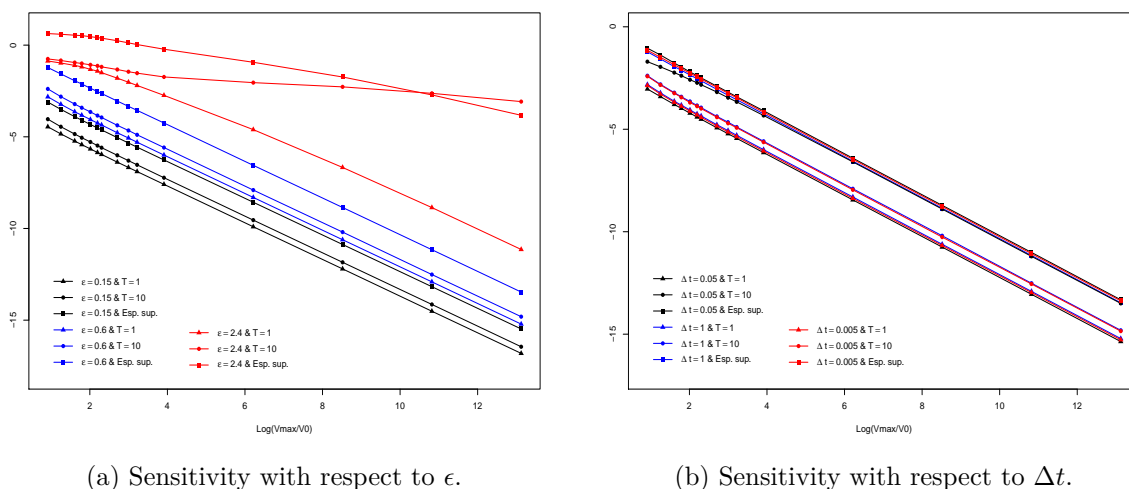 0
−5
−10
−15
2
4
6
8
10
12
Log(Vmax/V0)
ε = 0.15 & T = 1
ε = 0.15 & T = 10
ε = 0.15 & Esp. sup.
ε = 0.6 & T = 1
ε = 0.6 & T = 10
ε = 0.6 & Esp. sup.
ε = 2.4 & T = 1
ε = 2.4 & T = 10
ε = 2.4 & Esp. sup.
(a) Sensitivity with respect to ϵ.
0
−5
−10
−15
2
4
6
8
10
12
Log(Vmax/V0)
Δ t = 0.05 & T = 1
Δ t = 0.05 & T = 10
Δ t = 0.05 & Esp. sup.
Δ t = 1 & T = 1
Δ t = 1 & T = 10
Δ t = 1 & Esp. sup.
Δ t = 0.005 & T = 1
Δ t = 0.005 & T = 10
Δ t = 0.005 & Esp. sup.
(b) Sensitivity with respect to Δt.